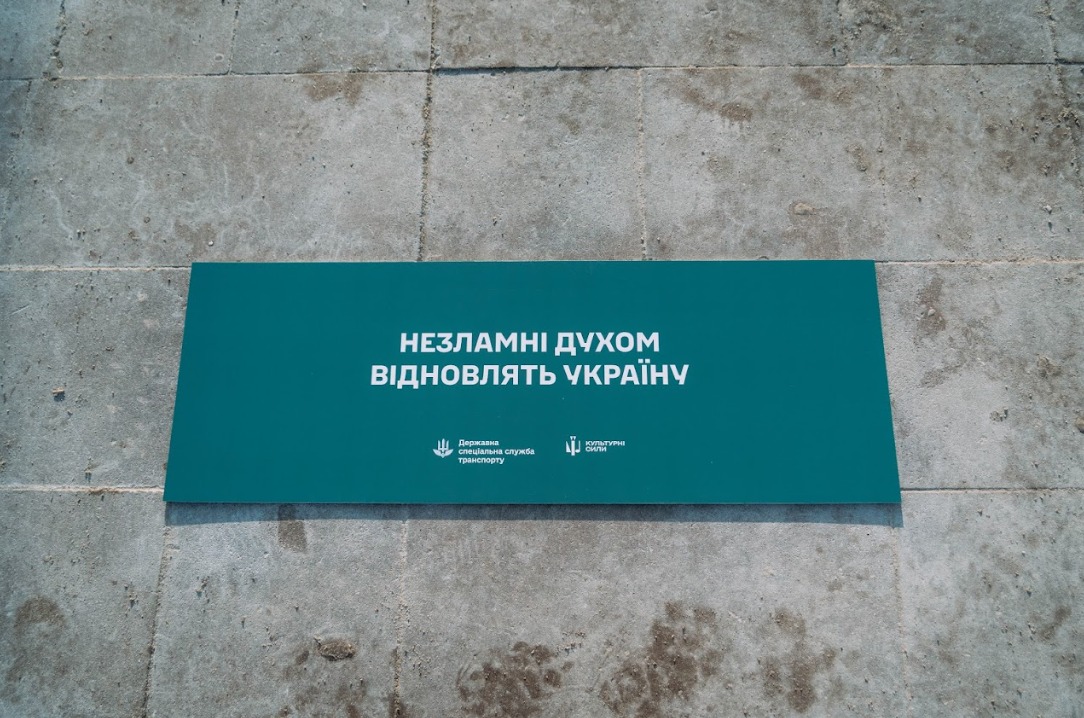 НЕЗЛАМНІ ДУХОМ
ВІДНОВЛЯТЬ УКРАЇНУ
Державна
спеціальна служба
транспорту
КУЛЬТУРНІ
СИЛИ